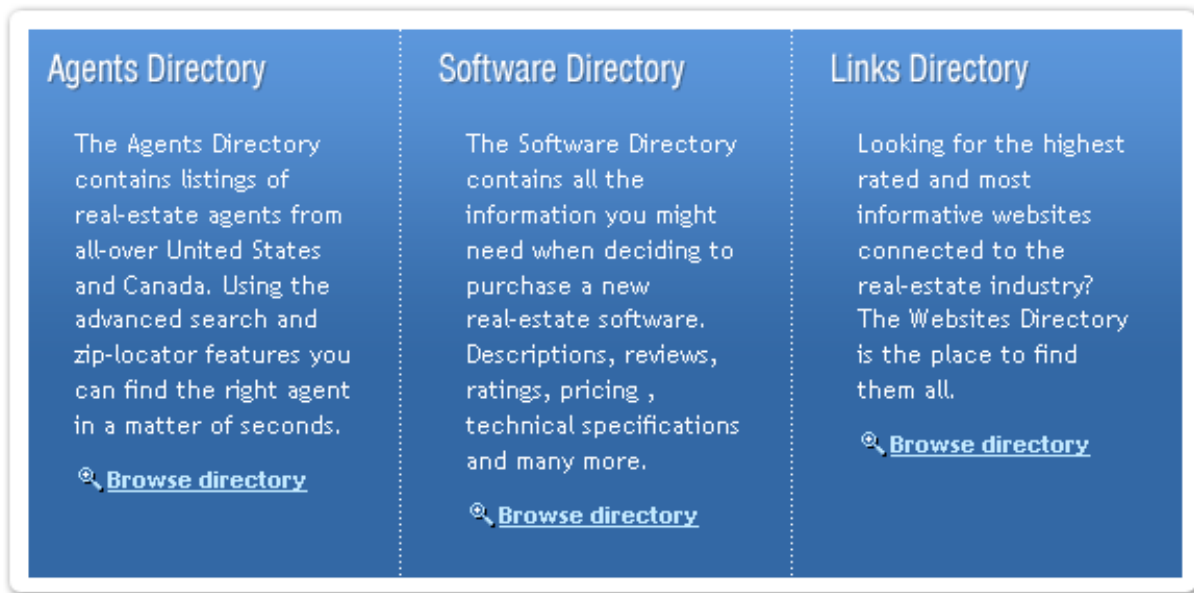 Agents Directory
The Agents Directory
contains listings of
real-estate agents from
all-over United States
and Canada. Using the
advanced search and
zip-locator features you
can find the right agent
in a matter of seconds.
Browse directory
Software Directory
The Software Directory
contains all the
information you might
need when deciding to
purchase a new
real-estate software.
Descriptions, reviews,
ratings, pricing ,
technical specifications
and many more.
Browse directory
Links Directory
Looking for the highest
rated and most
informative websites
connected to the
real-estate industry?
The Websites Directory
is the place to find
them all.
Browse directory